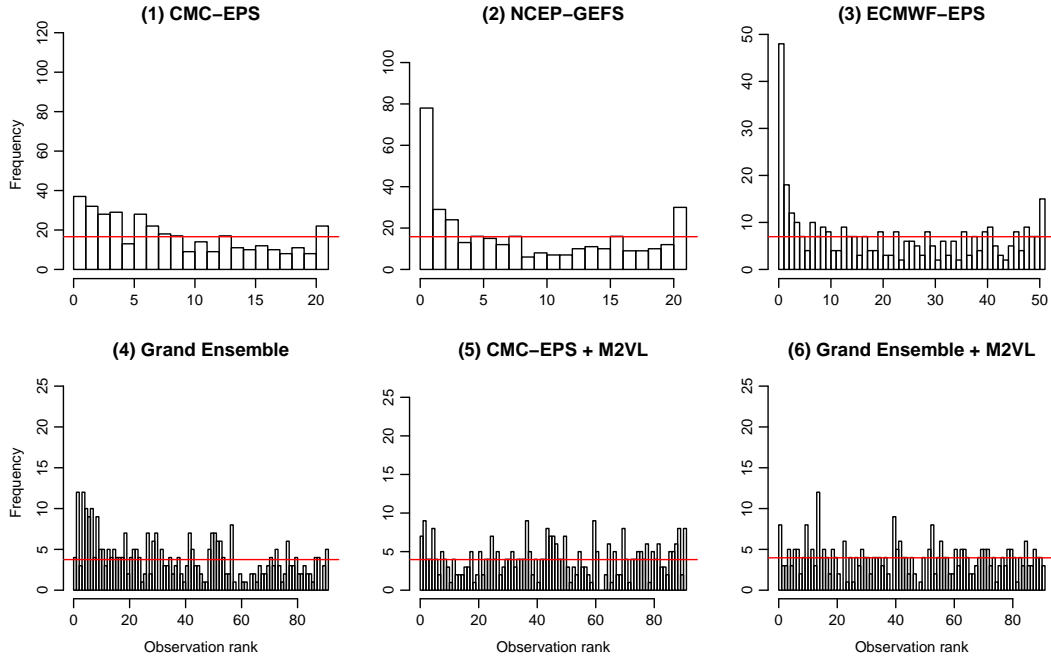 (1) CMC−EPS
(2) NCEP−GEFS
(3) ECMWF−EPS
Frequency
0 20 40 60 80 100 120
0 5 10 15 20
0 20 40 60 80 100
0 5 10 15 20
0 10 20 30 40 50
0 10 20 30 40 50
(4) Grand Ensemble
(5) CMC−EPS + M2VL
(6) Grand Ensemble + M2VL
Frequency
0 5 10 15 20 25
0 20 40 60 80
Observation rank
0 5 10 15 20 25
0 20 40 60 80
Observation rank
0 5 10 15 20 25
0 20 40 60 80
Observation rank